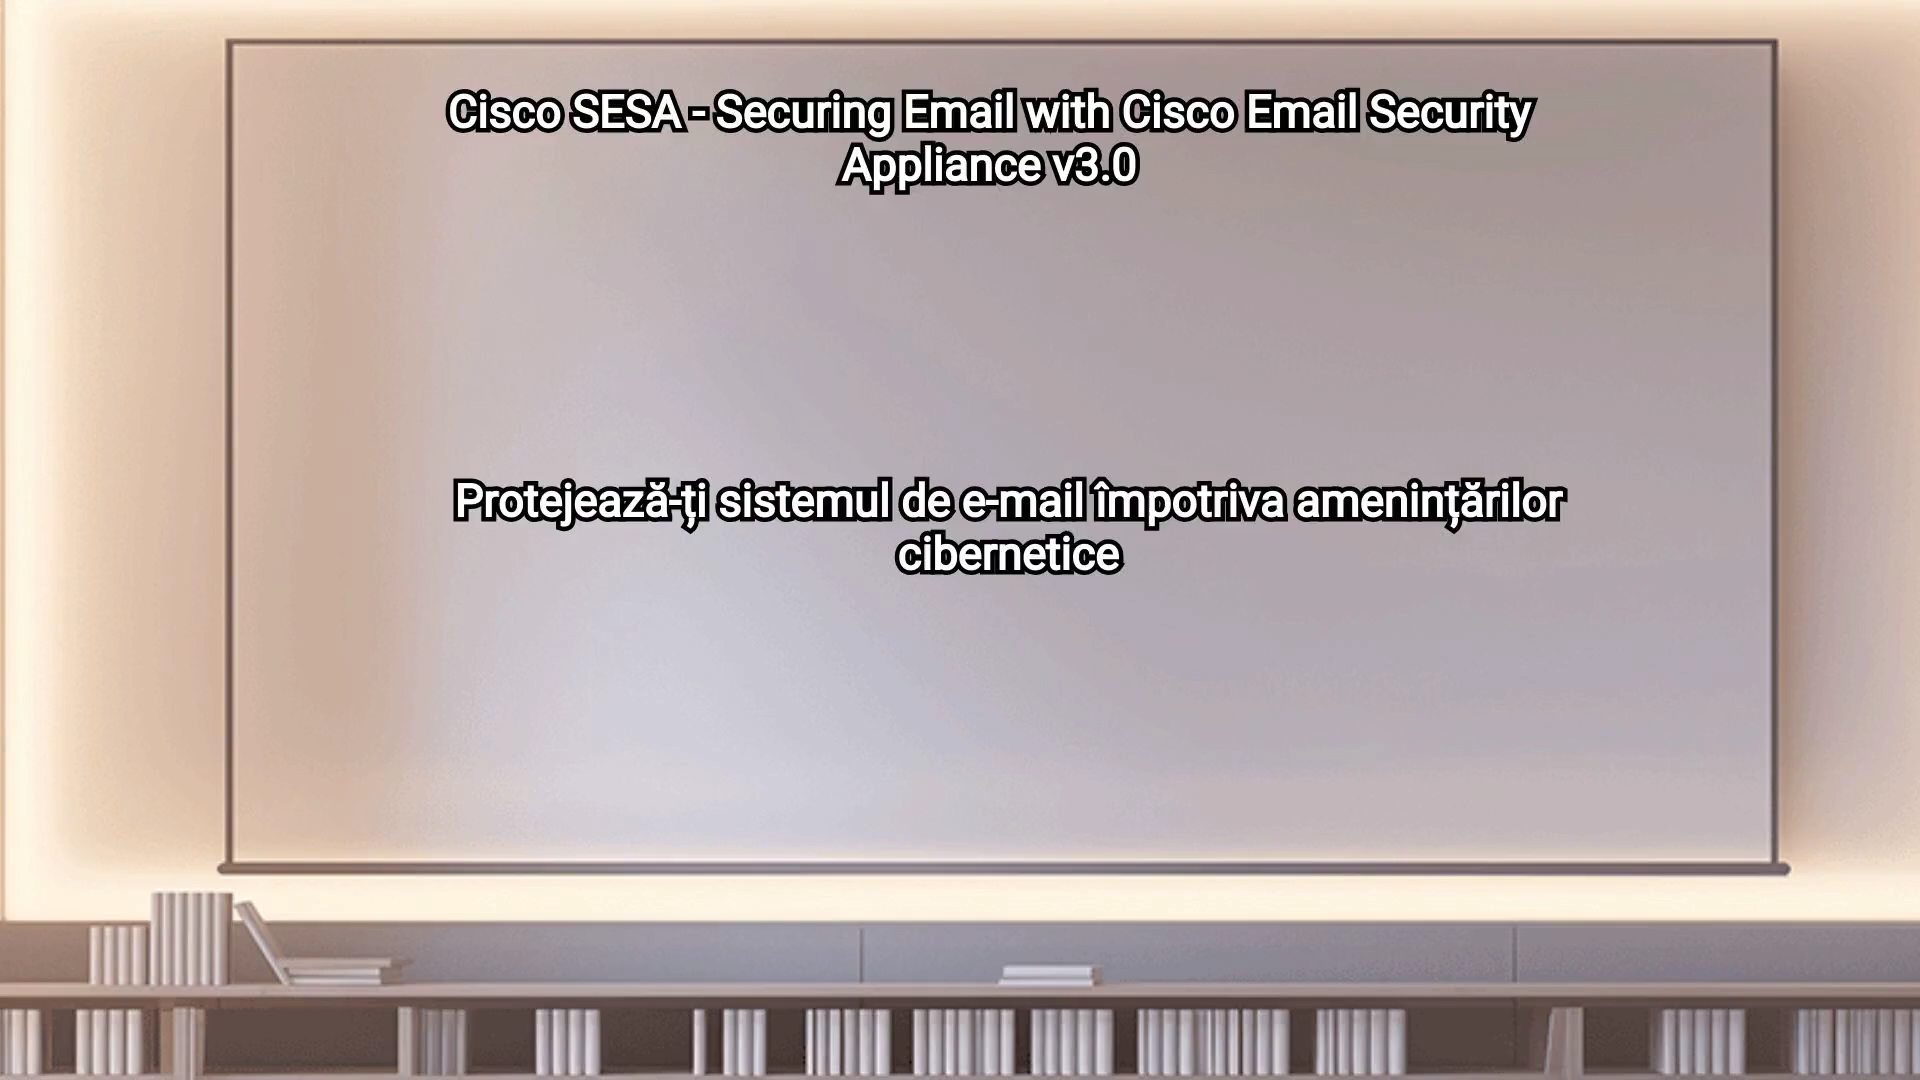 Cisco SESA - Securing Email with Cisco Email Security
Appliance v3.0
Protejează-ți sistemul de e-mail împotriva amenințărilor
cibernetice